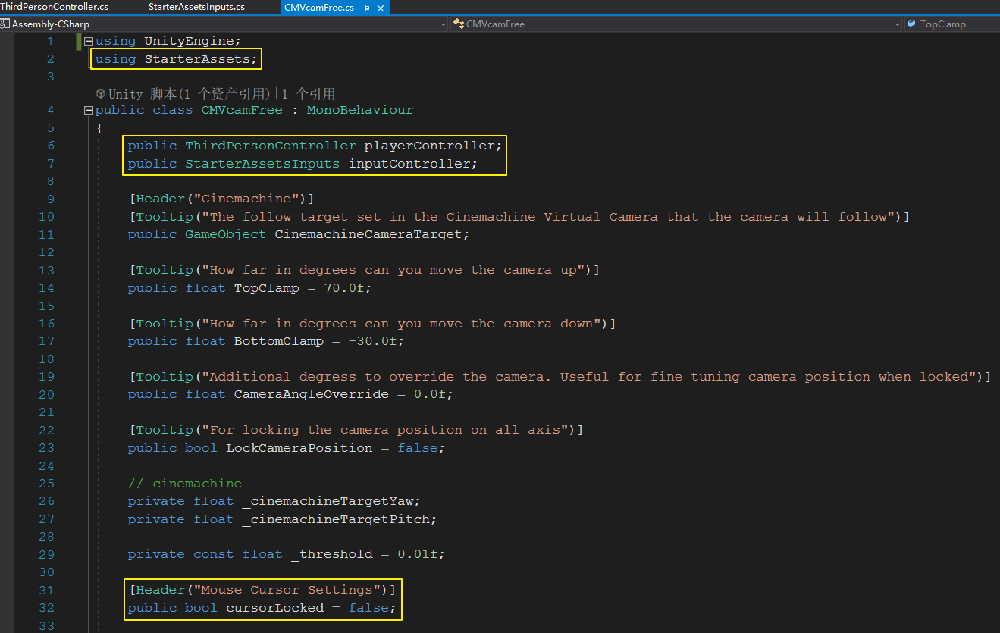 ThirdPersonController.cs StarterAssetsInputs.cs CMVcamFree.cs
Assembly-CSharp CMVcamFree TopClamp
1 using UnityEngine;
2 using StarterAssets;
3
Unity 脚本(1 个资产引用)|1 个引用
4 public class CMVcamFree : MonoBehaviour
5 {
6 public ThirdPersonController playerController;
7 public StarterAssetsInputs inputController;
8
9 [Header("Cinemachine")]
10 [Tooltip("The follow target set in the Cinemachine Virtual Camera that the camera will follow")]
11 public GameObject CinemachineCameraTarget;
12
13 [Tooltip("How far in degrees can you move the camera up")]
14 public float TopClamp = 70.0f;
15
16 [Tooltip("How far in degrees can you move the camera down")]
17 public float BottomClamp = -30.0f;
18
19 [Tooltip("Additional degress to override the camera. Useful for fine tuning camera position when locked")]
20 public float CameraAngleOverride = 0.0f;
21
22 [Tooltip("For locking the camera position on all axis")]
23 public bool LockCameraPosition = false;
24
25 // cinemachine
26 private float _cinemachineTargetYaw;
27 private float _cinemachineTargetPitch;
28
29 private const float _threshold = 0.01f;
30
31 [Header("Mouse Cursor Settings")]
32 public bool cursorLocked = false;
33